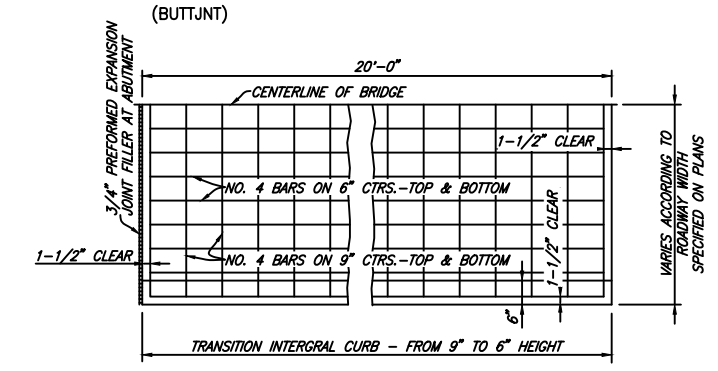 (BUTTJNT)
20'-0"
CENTERLINE OF BRIDGE
3/4" PREFORMED EXPANSION
JOINT FILLER AT ABUTMENT
1-1/2" CLEAR
NO. 4 BARS ON 6" CTRS.-TOP & BOTTOM
1-1/2" CLEAR
NO. 4 BARS ON 9" CTRS.-TOP & BOTTOM
1-1/2" CLEAR
6"
VARIES ACCORDING TO
ROADWAY WIDTH
SPECIFIED ON PLANS
TRANSITION INTERGRAL CURB - FROM 9" TO 6" HEIGHT